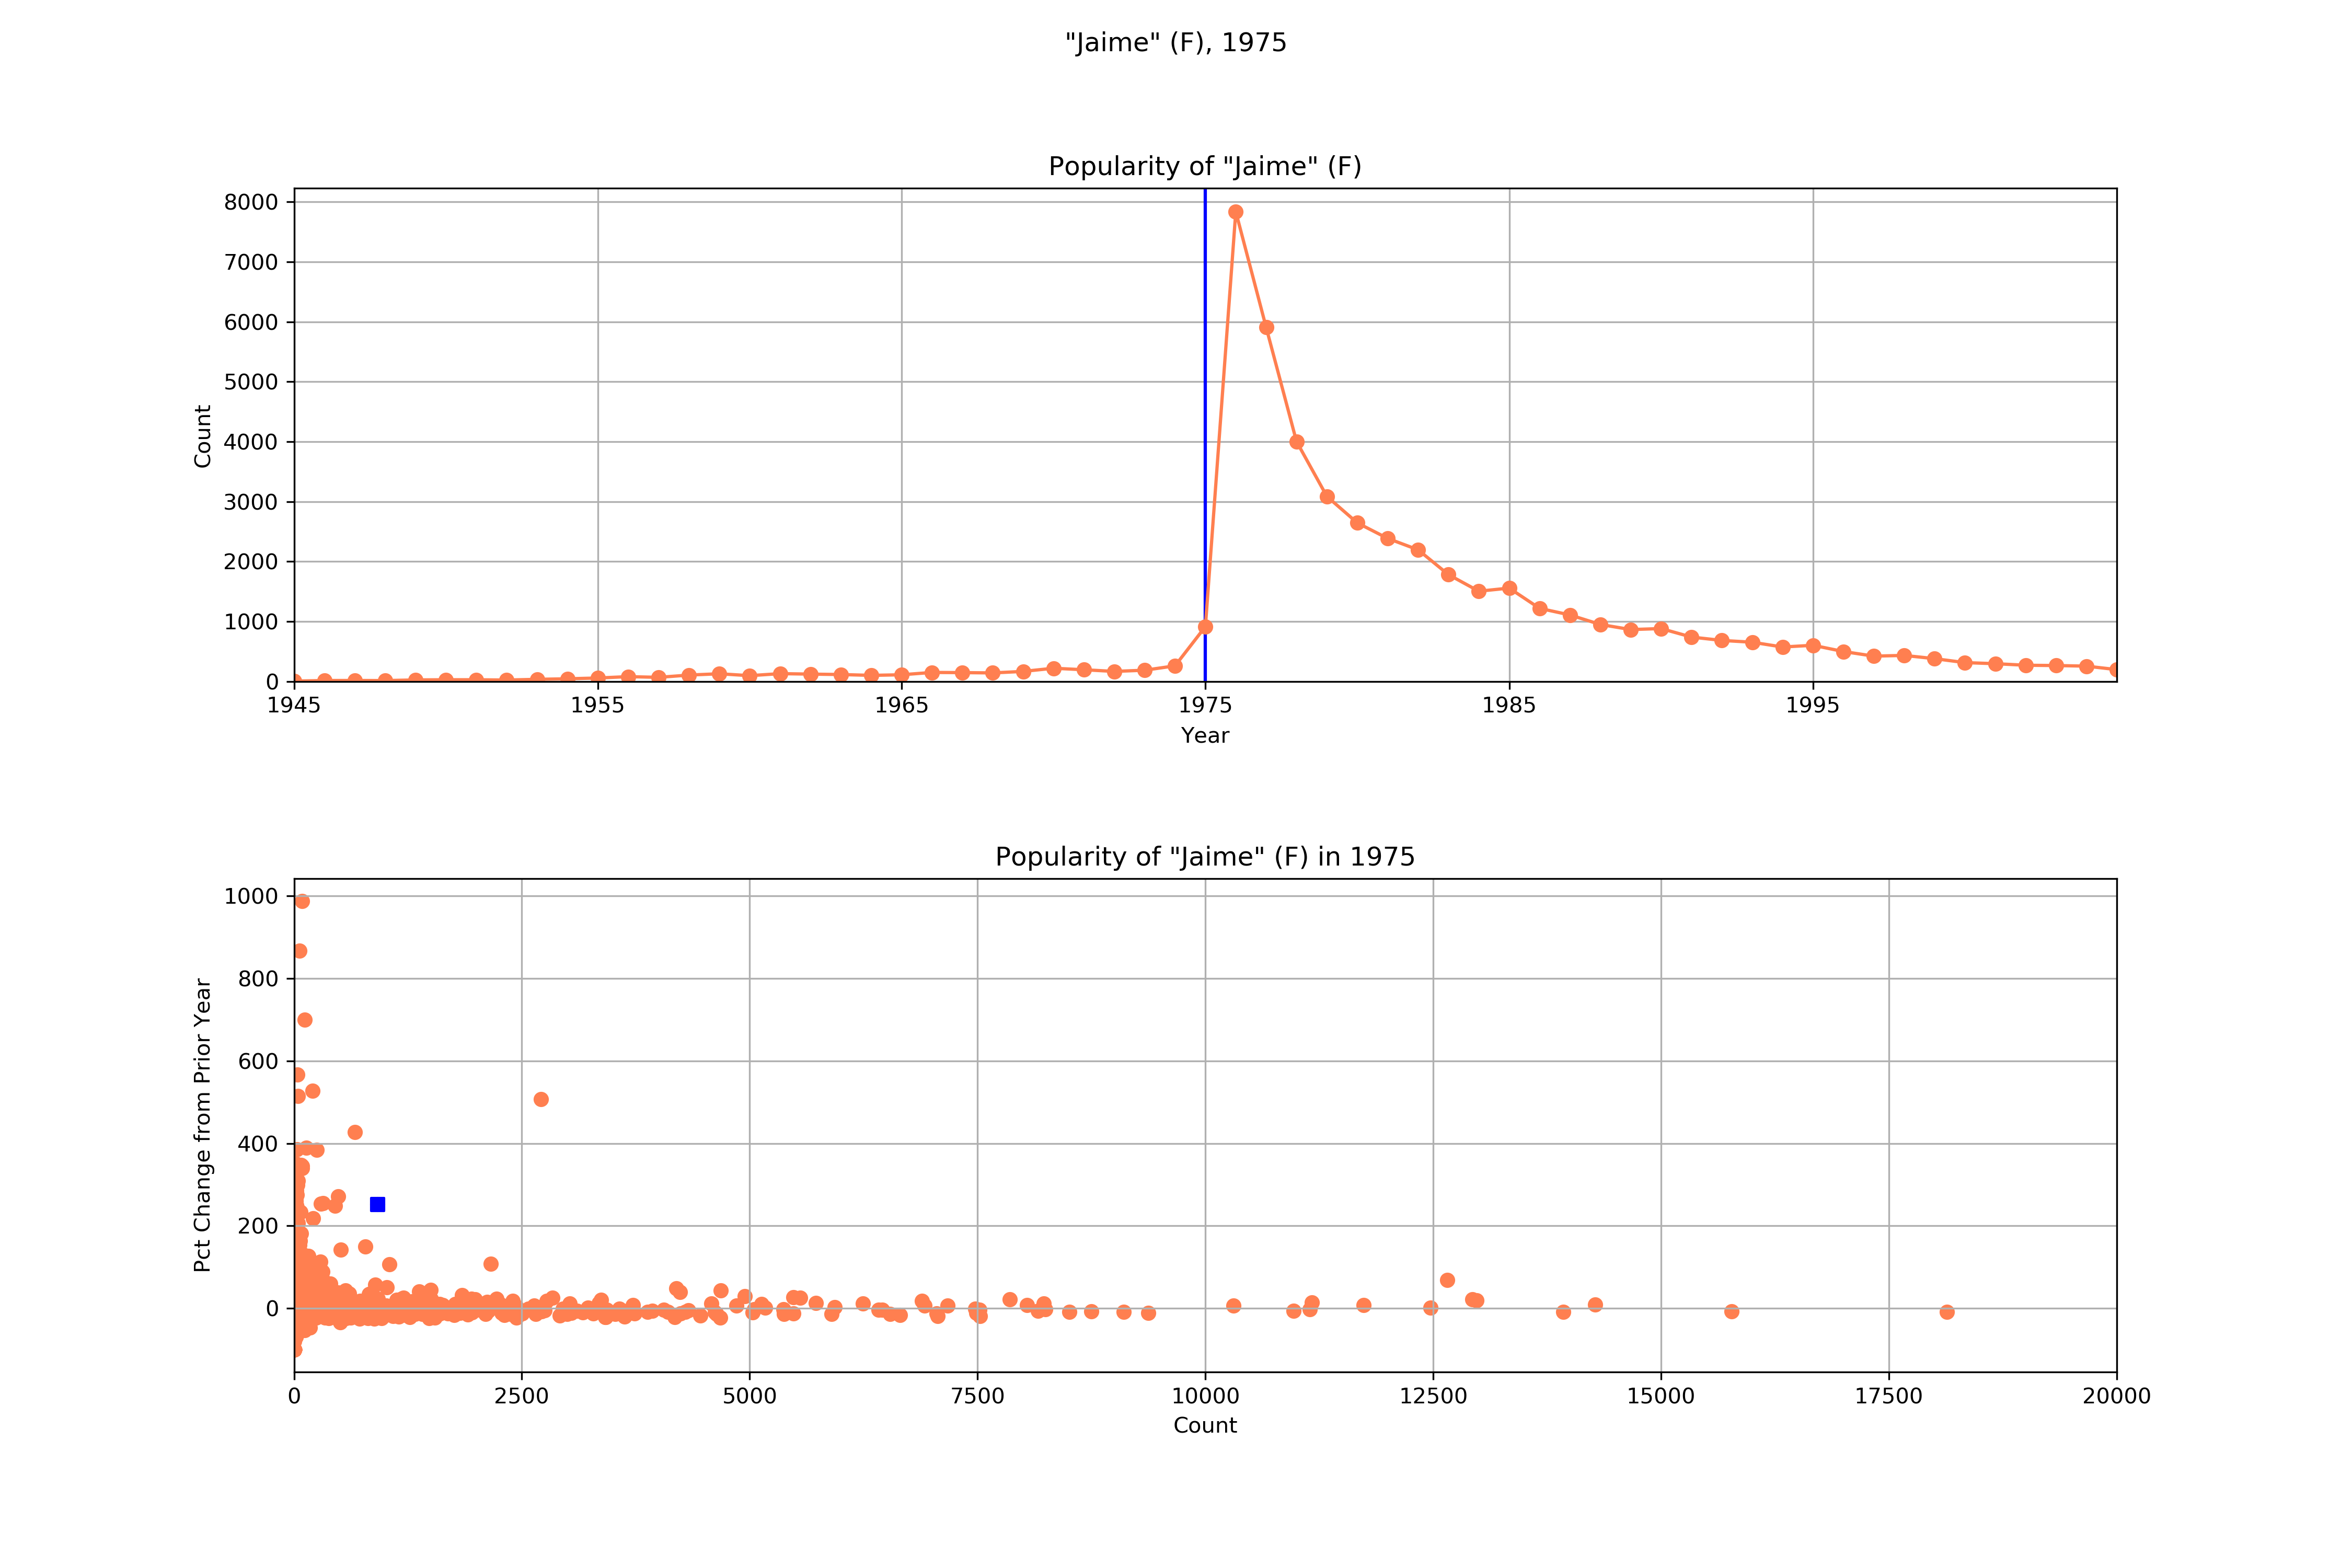 "Jaime" (F), 1975
Popularity of "Jaime" (F)
8000
7000
6000
5000
4000
3000
2000
1000
0
Count
1945 1955 1965 1975 1985 1995
Year
Popularity of "Jaime" (F) in 1975
1000
800
600
400
200
0
Pct Change from Prior Year
0 2500 5000 7500 10000 12500 15000 17500 20000
Count